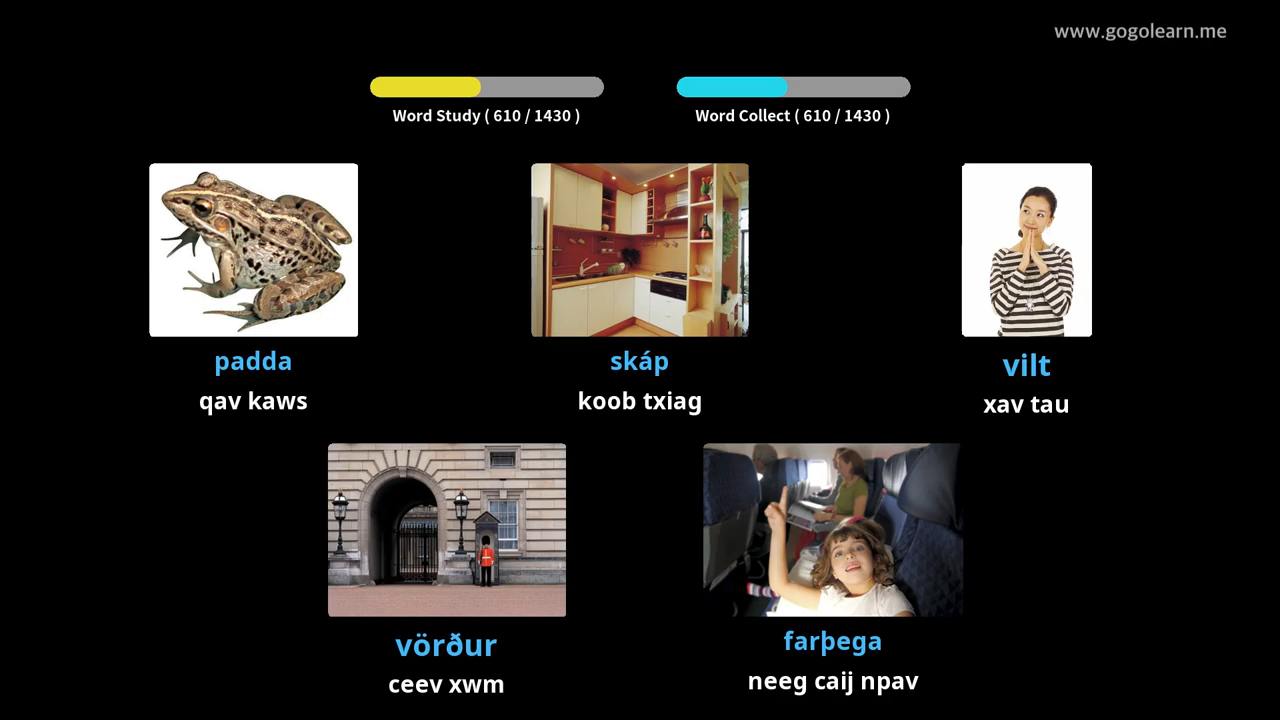 www.gogolearn.me
Word Study ( 610 / 1430 )
Word Collect ( 610 / 1430 )
padda
qav kaws
skáp
koob txiag
vilt
xav tau
vörður
ceev xwm
farþega
neeg caij npav